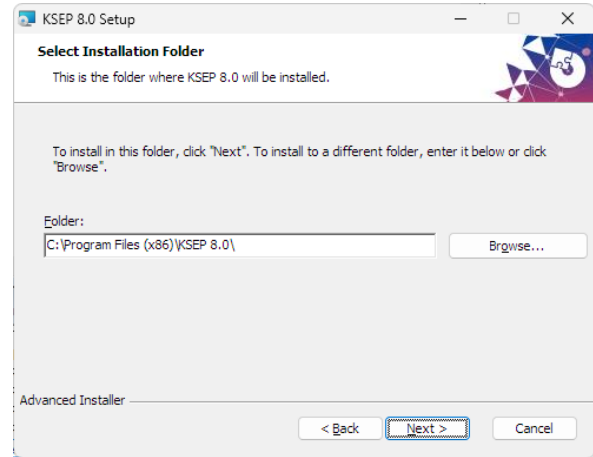 KSEP 8.0 Setup
Select Installation Folder
This is the folder where KSEP 8.0 will be installed.
To install in this folder, click "Next". To install to a different folder, enter it below or click
"Browse".
Folder:
C:\Program Files (x86)\KSEP 8.0\
Browse...
Advanced Installer
< Back
Next >
Cancel